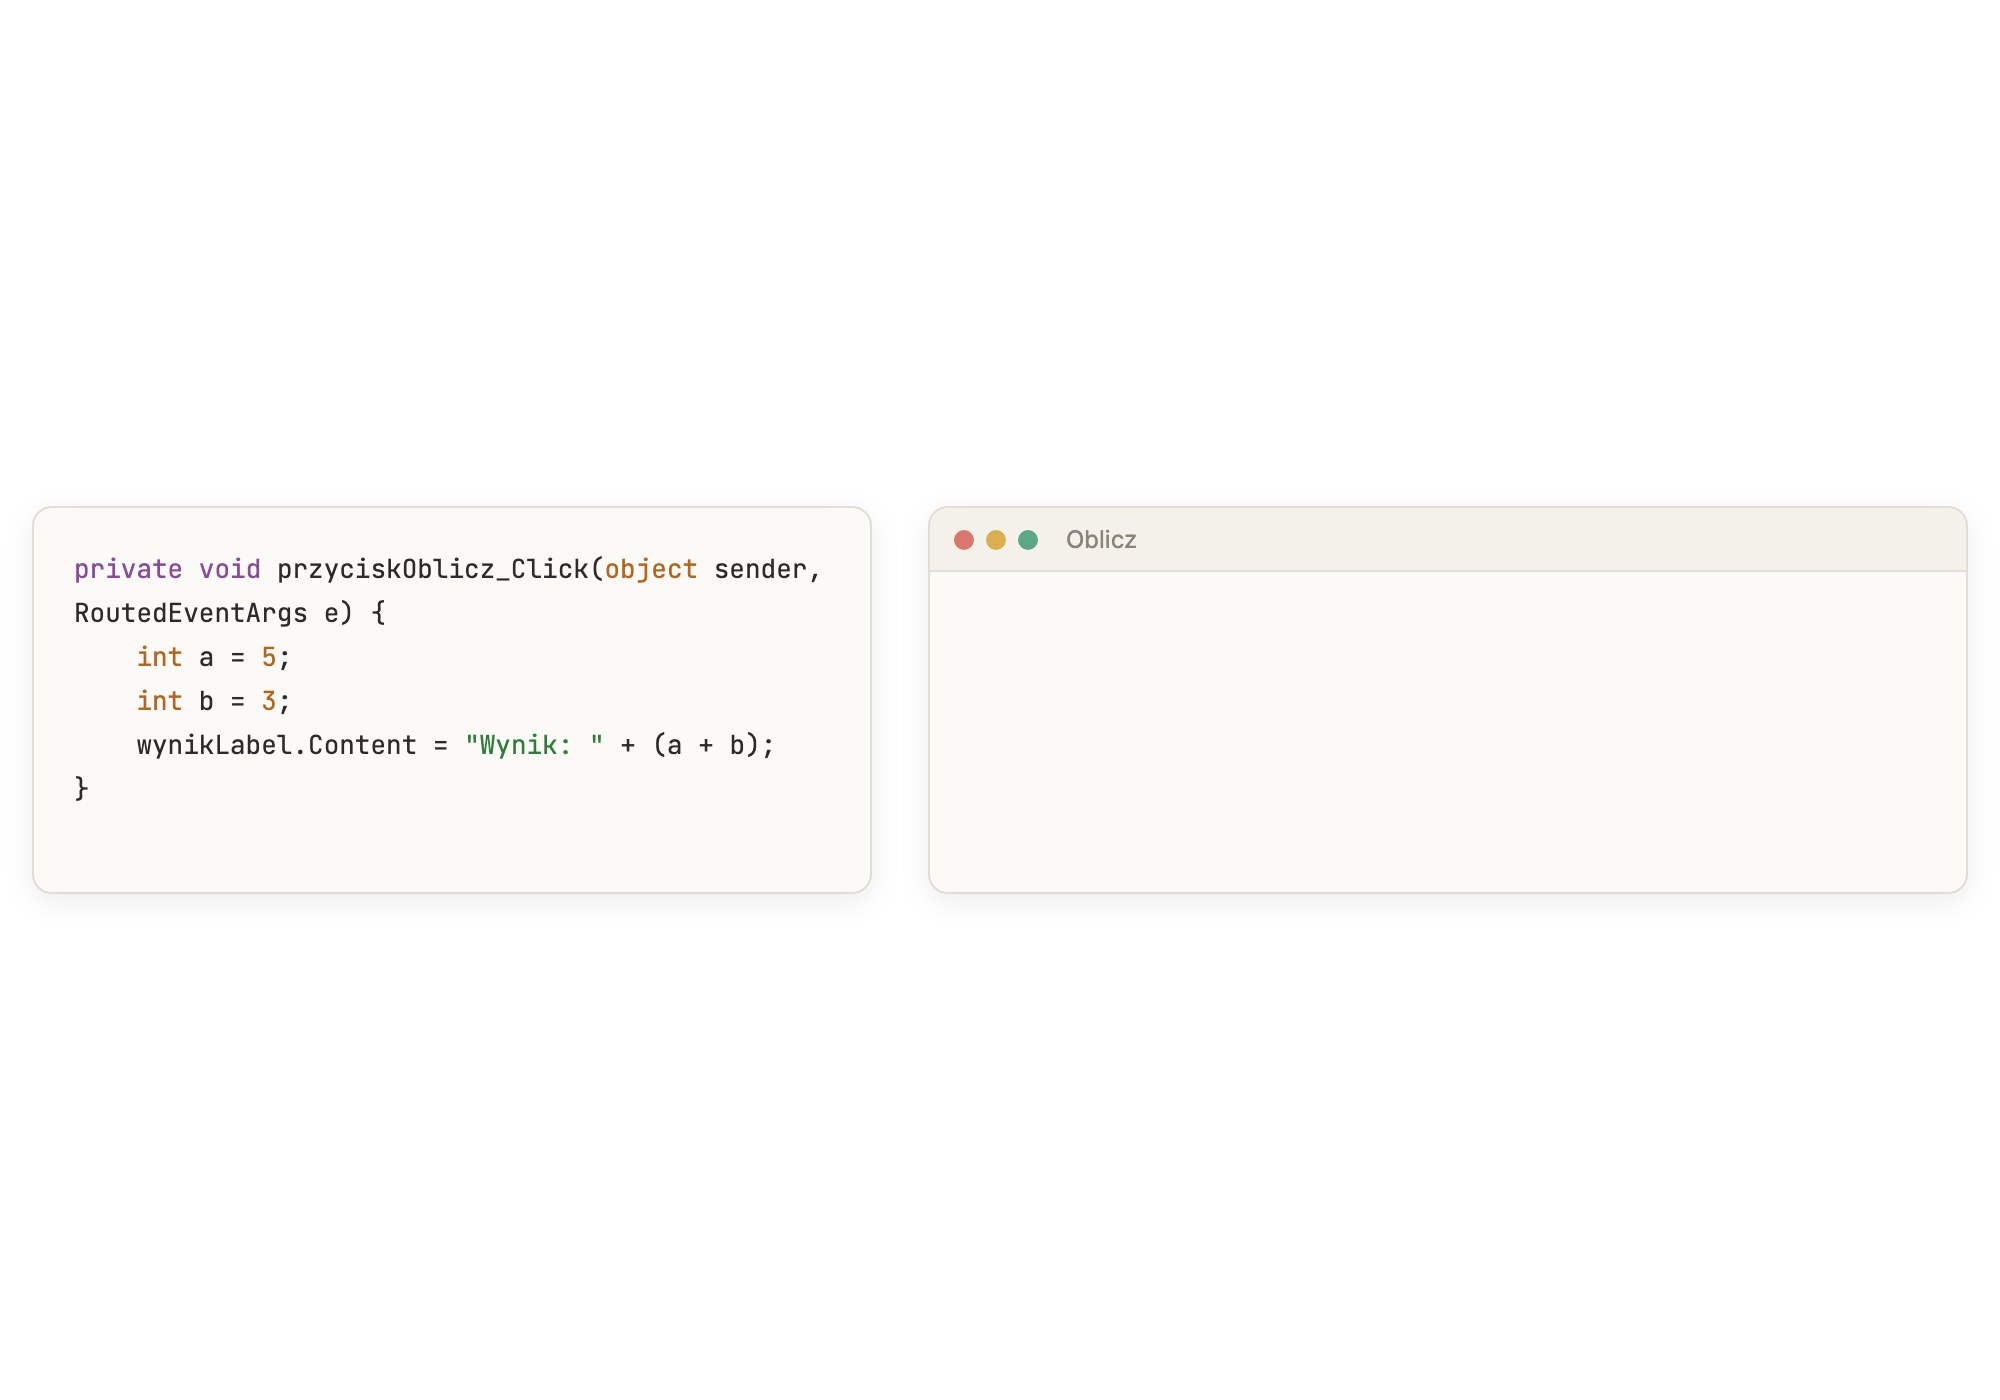 private void przyciskOblicz_Click(object sender,
RoutedEventArgs e) {
    int a = 5;
    int b = 3;
    wynikLabel.Content = "Wynik: " + (a + b);
}
Oblicz